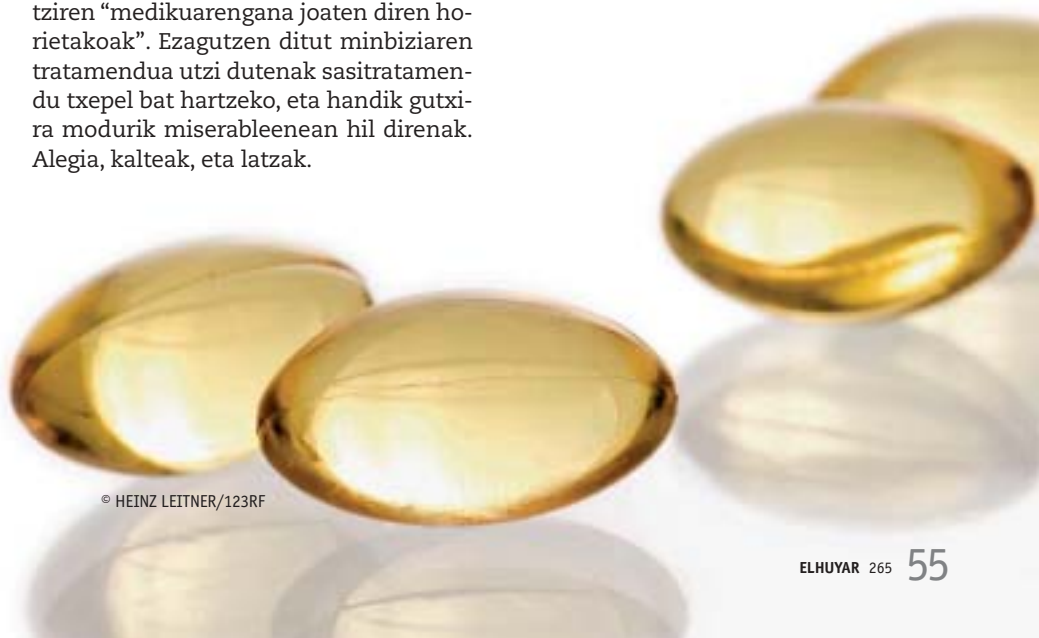 tziren “medikuarengana joaten diren ho-
rietakoak”. Ezagutzen ditut minbiziaren
tratamendua utzi dutenak sasitratamen-
du txepel bat hartzeko, eta handik gutxi-
ra modurik miserableenean hil direnak.
Alegia, kalteak, eta latzak.
© HEINZ LEITNER/123RF
ELHUYAR 265 55